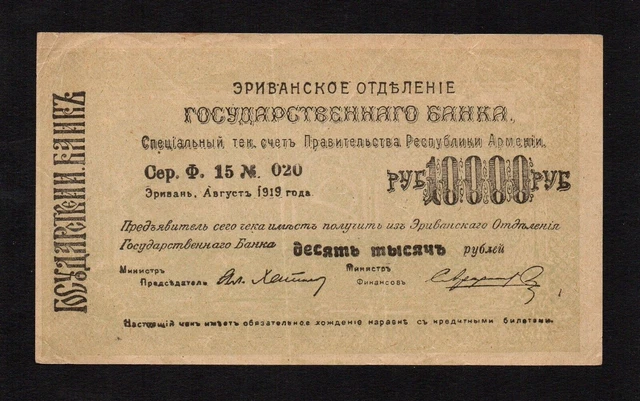 ГОСУДАРСТВЕН. БАНКЪ
ЭРИВАНСКОЕ ОТДѢЛЕНІЕ
ГОСУДАРСТВЕННАГО БАНКА.
Спеціальный тек. счетъ Правительства Республики Арменіи.
Сер. Ф. 15 №. 020
РУБ 10000 РУБ
Эривань, Августъ 1919 года.
Предъявитель сего чека имѣетъ получить изъ Эриванскаго Отдѣленія
Государственнаго Банка десять тысячъ рублей
Министръ Предсѣдатель
Министръ Финансовъ
Настоящій чекъ имѣетъ обязательное хожденіе наравнѣ съ кредитными билетами.